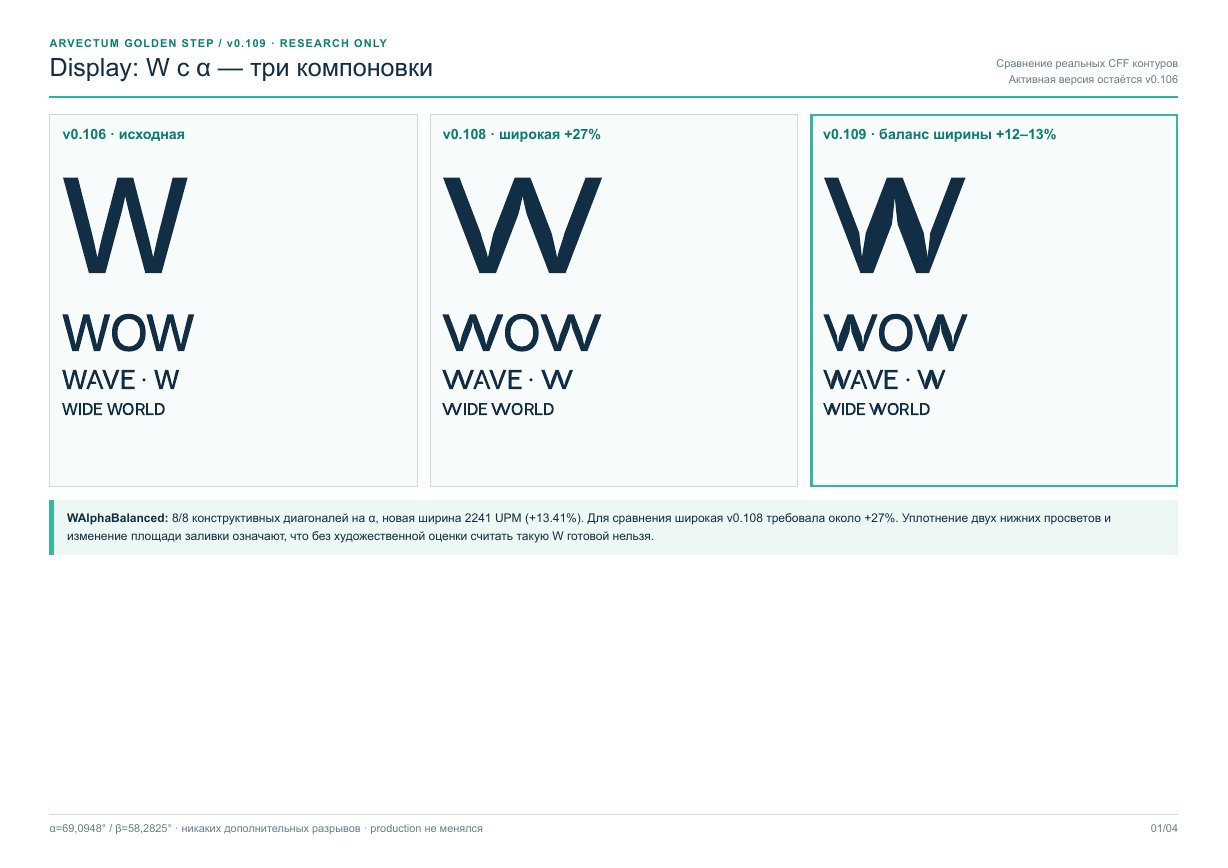 ARVECTUM GOLDEN STEP / v0.109 · RESEARCH ONLY
Display: W с α — три компоновки
Сравнение реальных CFF контуров
Активная версия остаётся v0.106
v0.106 · исходная
W
WOW
WAVE · W
WIDE WORLD
v0.108 · широкая +27%
W
WOW
WAVE · W
WIDE WORLD
v0.109 · баланс ширины +12–13%
W
WOW
WAVE · W
WIDE WORLD
WAlphaBalanced: 8/8 конструктивных диагоналей на α, новая ширина 2241 UPM (+13.41%). Для сравнения широкая v0.108 требовала около +27%. Уплотнение двух нижних просветов и
изменение площади заливки означают, что без художественной оценки считать такую W готовой нельзя.
α=69,0948° / β=58,2825° · никаких дополнительных разрывов · production не менялся
01/04